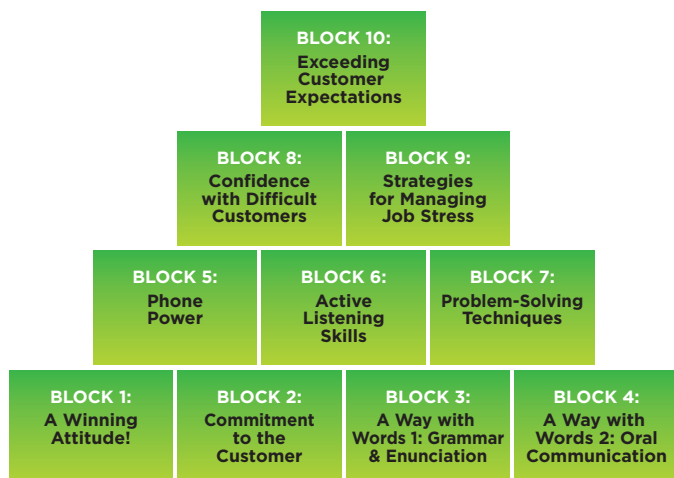 BLOCK 10:
Exceeding
Customer
Expectations
BLOCK 8:
Confidence
with Difficult
Customers
BLOCK 9:
Strategies
for Managing
Job Stress
BLOCK 5:
Phone
Power
BLOCK 6:
Active
Listening
Skills
BLOCK 7:
Problem-Solving
Techniques
BLOCK 1:
A Winning
Attitude!
BLOCK 2:
Commitment
to the
Customer
BLOCK 3:
A Way with
Words 1: Grammar
& Enunciation
BLOCK 4:
A Way with
Words 2: Oral
Communication